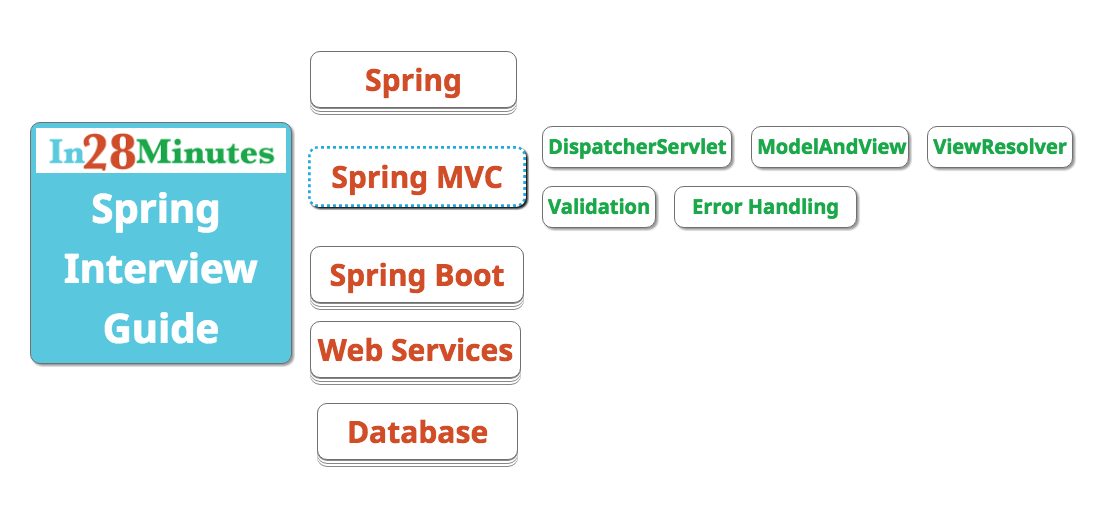 In28Minutes
Spring
Interview
Guide
Spring
Spring MVC
DispatcherServlet
ModelAndView
ViewResolver
Validation
Error Handling
Spring Boot
Web Services
Database